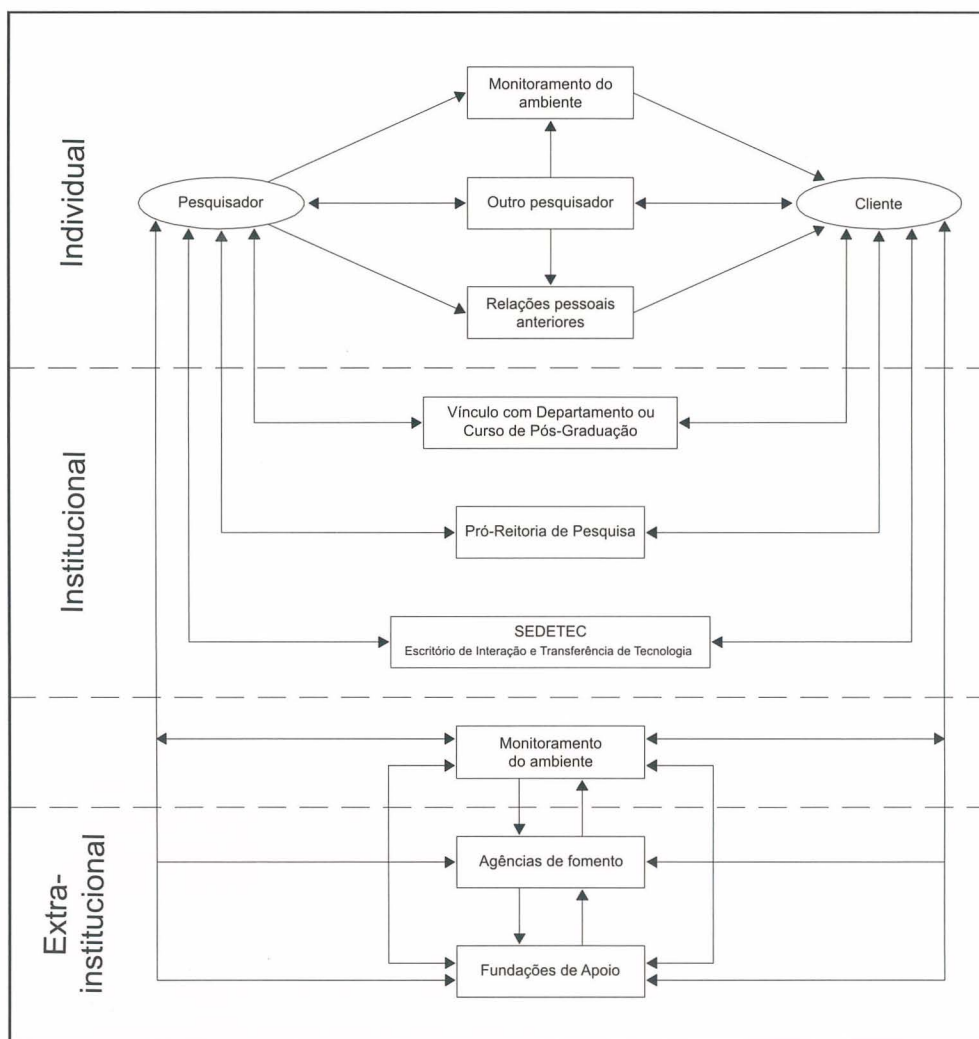 Individual
Monitoramento do
ambiente
Pesquisador
Outro pesquisador
Cliente
Relações pessoais
anteriores
Institucional
Vínculo com Departamento ou
Curso de Pós-Graduação
Pró-Reitoria de Pesquisa
SEDETEC
Escritório de Interação e Transferência de Tecnologia
Monitoramento
do ambiente
Extra-
institucional
Agências de fomento
Fundações de Apoio